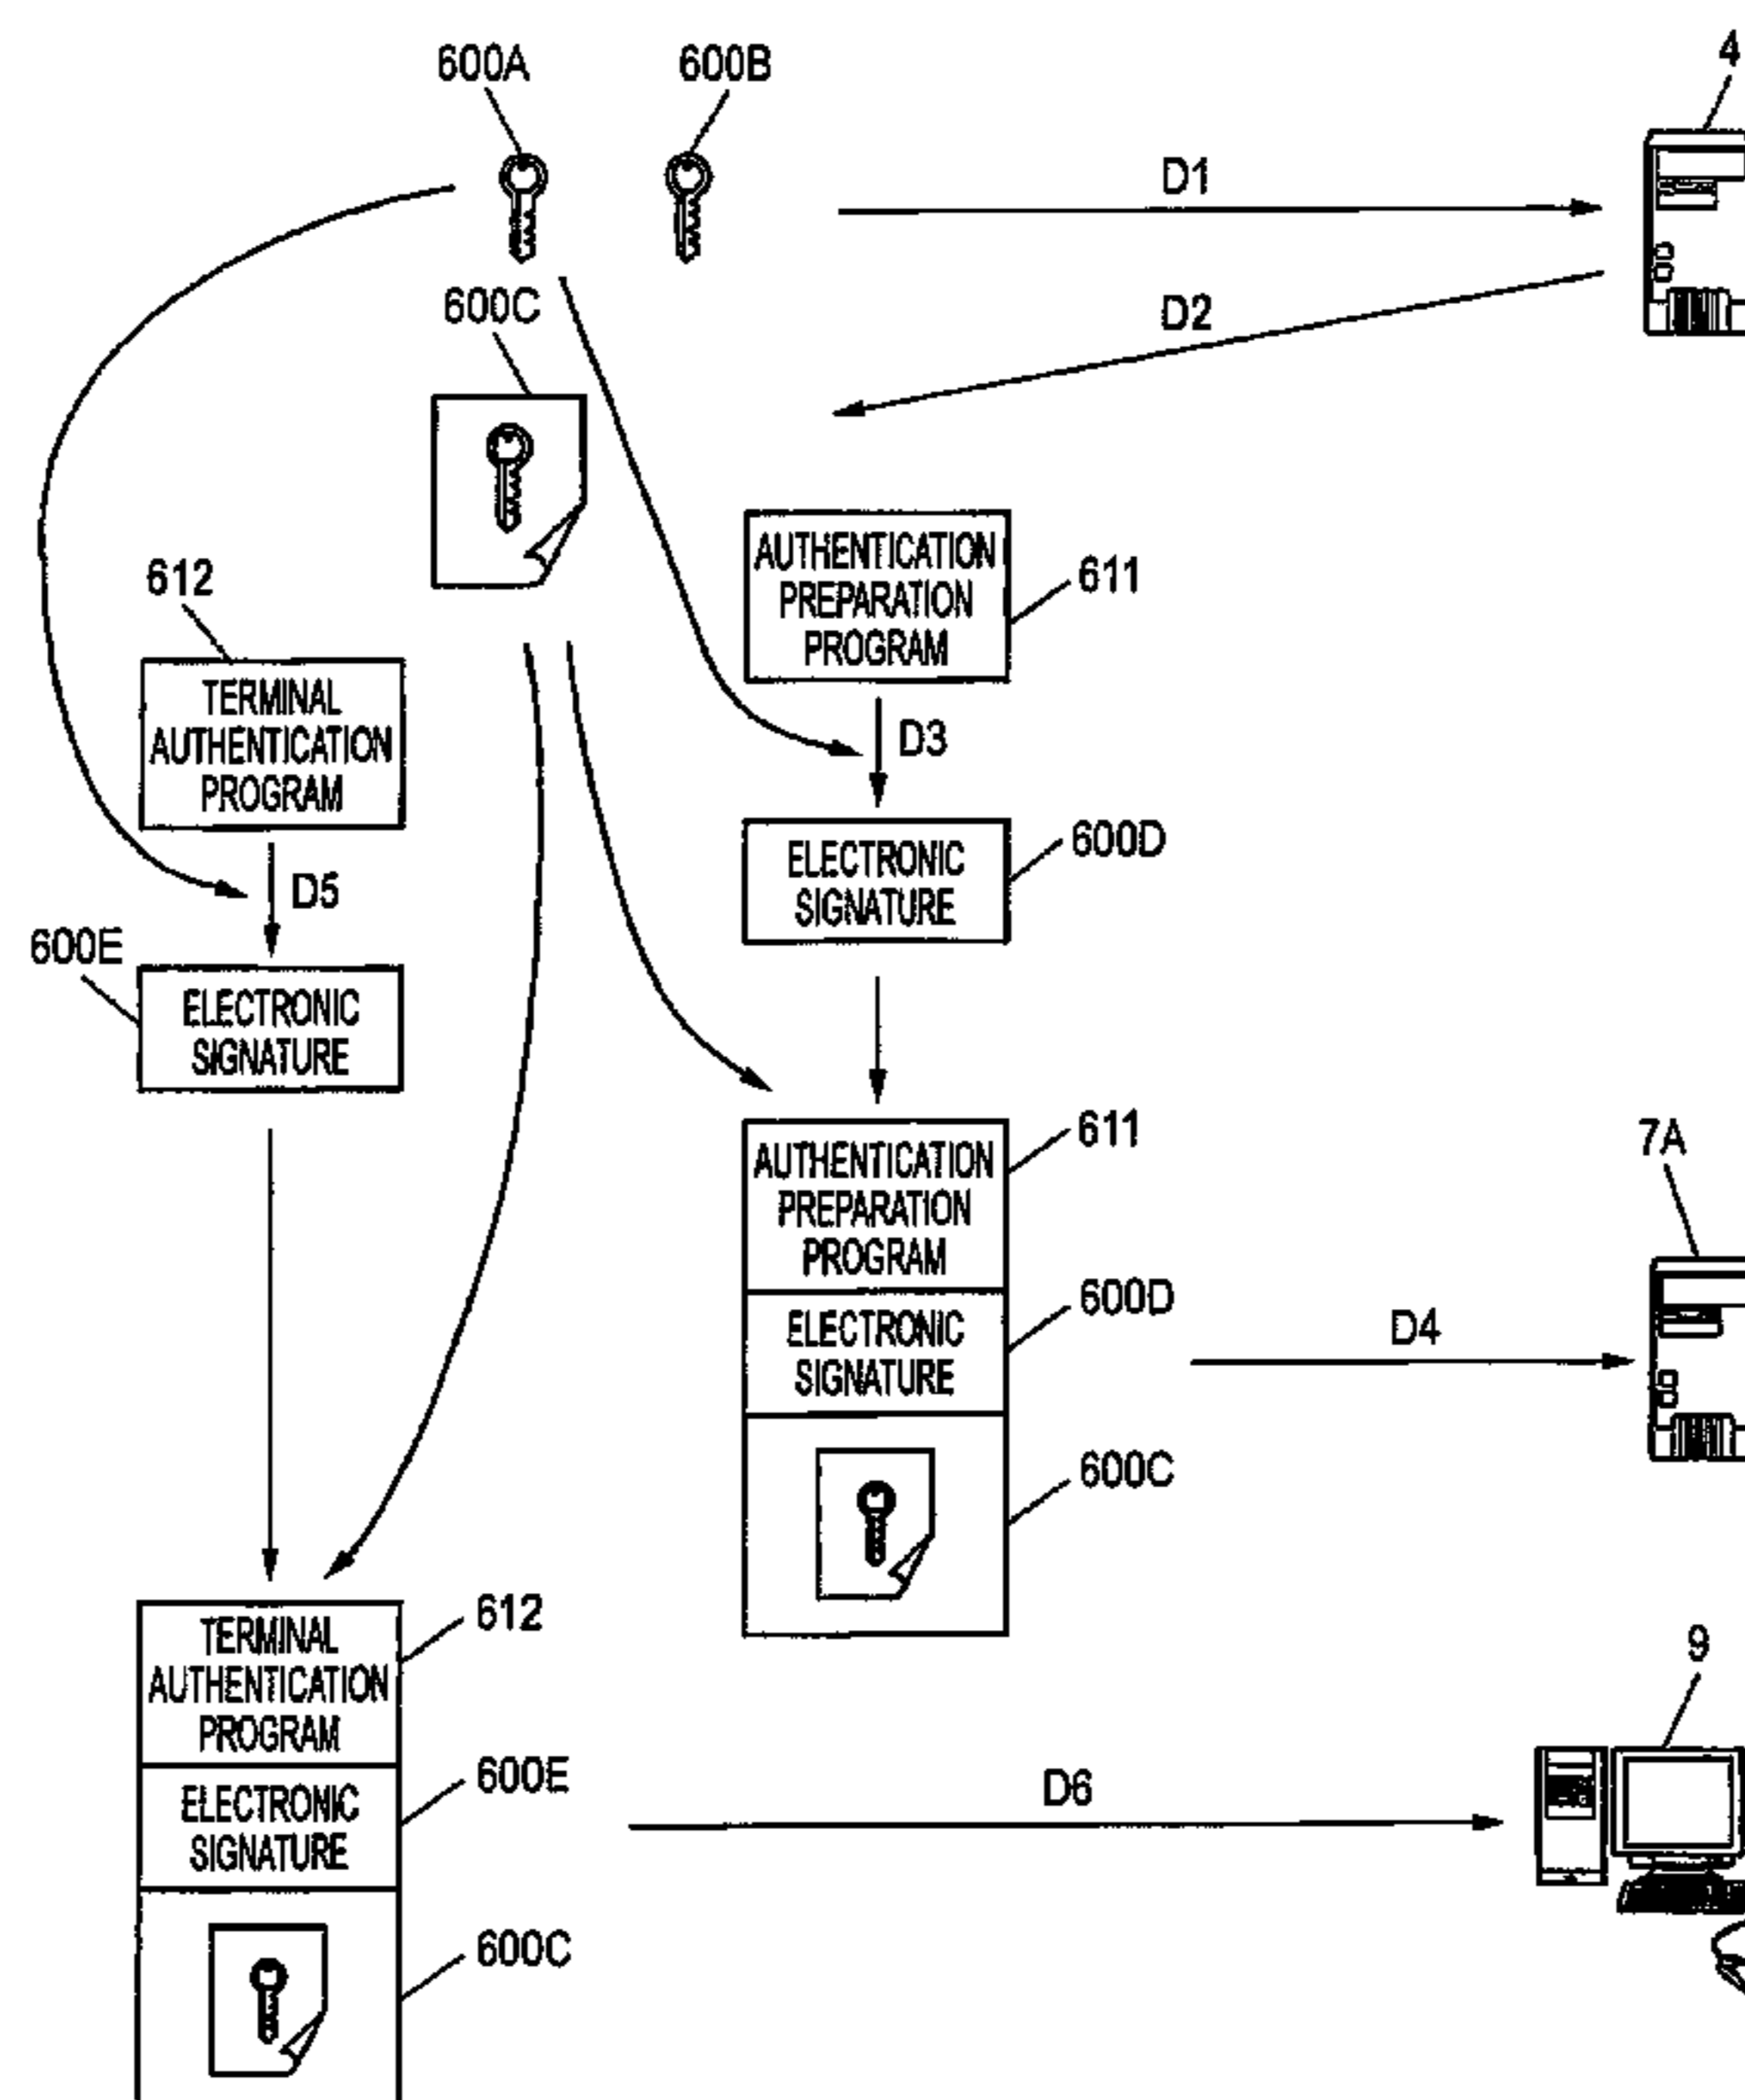 600A
600B
4
D1
600C
D2
AUTHENTICATION
PREPARATION
PROGRAM
611
612
TERMINAL
AUTHENTICATION
PROGRAM
D3
ELECTRONIC
SIGNATURE
600D
D5
600E
ELECTRONIC
SIGNATURE
AUTHENTICATION
PREPARATION
PROGRAM
611
7A
ELECTRONIC
SIGNATURE
600D
D4
600C
TERMINAL
AUTHENTICATION
PROGRAM
612
9
ELECTRONIC
SIGNATURE
600E
D6
600C